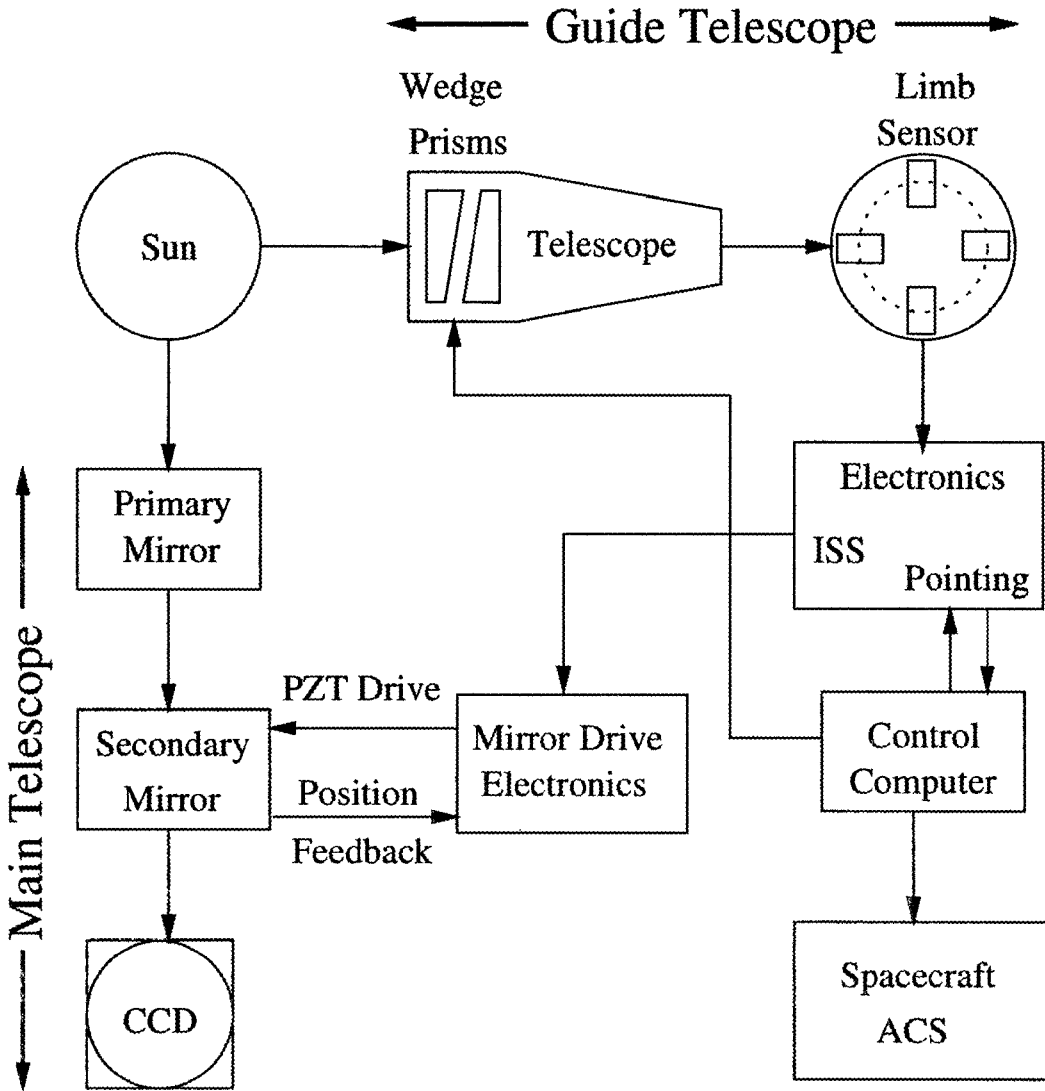 Guide Telescope
Wedge
Prisms
Limb
Sensor
Sun
Telescope
Electronics
ISS
Pointing
Primary
Mirror
Main Telescope
PZT Drive
Secondary
Mirror
Position
Feedback
Mirror Drive
Electronics
Control
Computer
CCD
Spacecraft
ACS